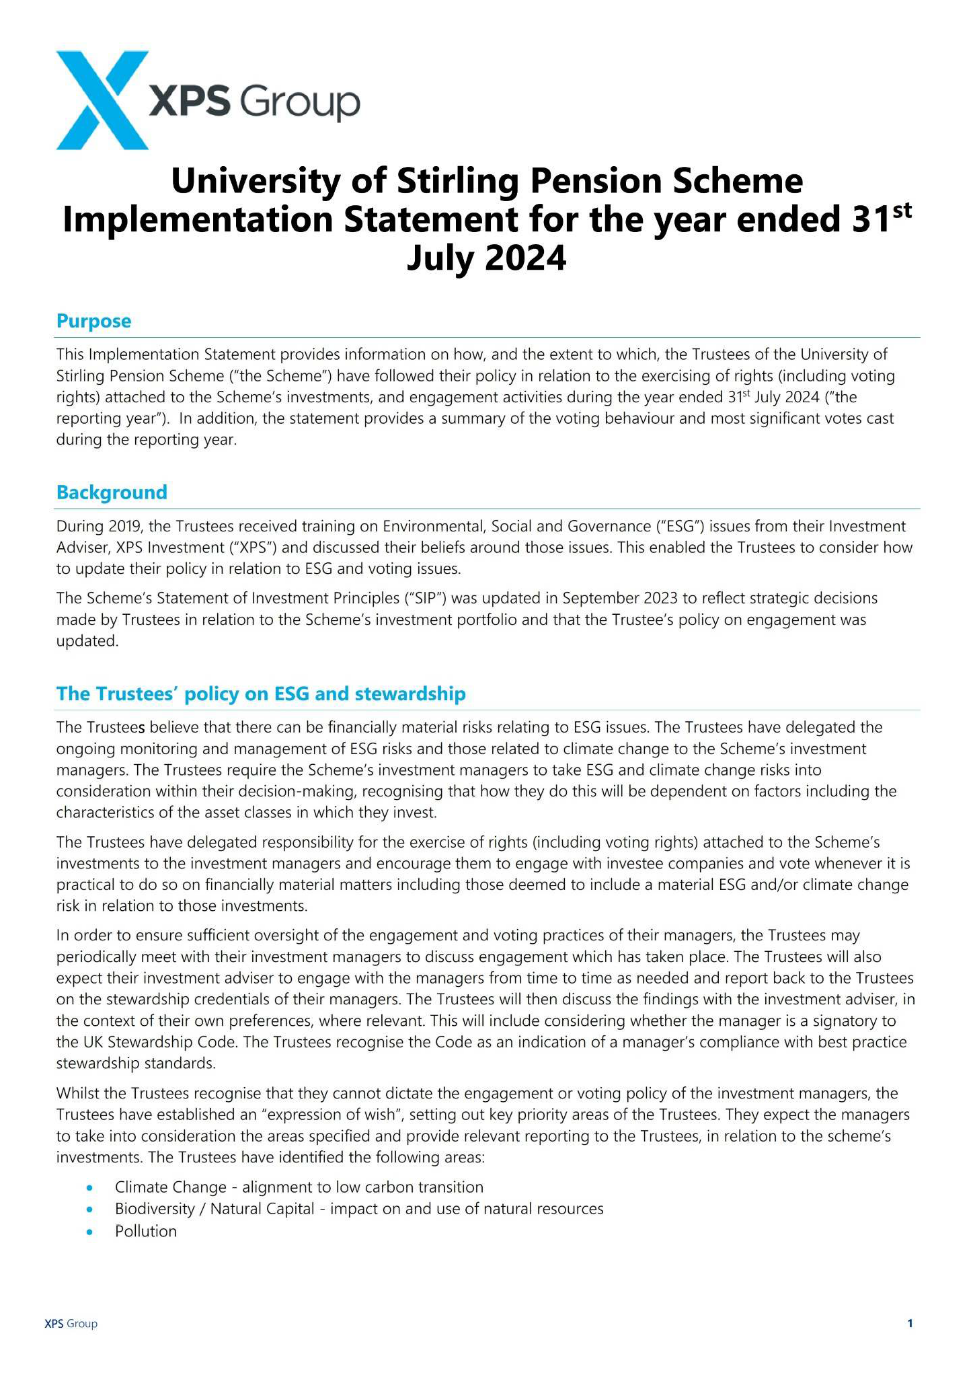 XPS Group
University of Stirling Pension Scheme
Implementation Statement for the year ended 31st
July 2024
Purpose
This Implementation Statement provides information on how, and the extent to which, the Trustees of the University of
Stirling Pension Scheme ("the Scheme") have followed their policy in relation to the exercising of rights (including voting
rights) attached to the Scheme's investments, and engagement activities during the year ended 31st July 2024 ("the
reporting year").  In addition, the statement provides a summary of the voting behaviour and most significant votes cast
during the reporting year.
Background
During 2019, the Trustees received training on Environmental, Social and Governance ("ESG") issues from their Investment
Adviser, XPS Investment ("XPS") and discussed their beliefs around those issues. This enabled the Trustees to consider how
to update their policy in relation to ESG and voting issues.
The Scheme's Statement of Investment Principles ("SIP") was updated in September 2023 to reflect strategic decisions
made by Trustees in relation to the Scheme's investment portfolio and that the Trustee's policy on engagement was
updated.
The Trustees' policy on ESG and stewardship
The Trustees believe that there can be financially material risks relating to ESG issues. The Trustees have delegated the
ongoing monitoring and management of ESG risks and those related to climate change to the Scheme's investment
managers. The Trustees require the Scheme's investment managers to take ESG and climate change risks into
consideration within their decision-making, recognising that how they do this will be dependent on factors including the
characteristics of the asset classes in which they invest.
The Trustees have delegated responsibility for the exercise of rights (including voting rights) attached to the Scheme's
investments to the investment managers and encourage them to engage with investee companies and vote whenever it is
practical to do so on financially material matters including those deemed to include a material ESG and/or climate change
risk in relation to those investments.
In order to ensure sufficient oversight of the engagement and voting practices of their managers, the Trustees may
periodically meet with their investment managers to discuss engagement which has taken place. The Trustees will also
expect their investment adviser to engage with the managers from time to time as needed and report back to the Trustees
on the stewardship credentials of their managers. The Trustees will then discuss the findings with the investment adviser, in
the context of their own preferences, where relevant. This will include considering whether the manager is a signatory to
the UK Stewardship Code. The Trustees recognise the Code as an indication of a manager's compliance with best practice
stewardship standards.
Whilst the Trustees recognise that they cannot dictate the engagement or voting policy of the investment managers, the
Trustees have established an "expression of wish", setting out key priority areas of the Trustees. They expect the managers
to take into consideration the areas specified and provide relevant reporting to the Trustees, in relation to the scheme's
investments. The Trustees have identified the following areas:
• Climate Change - alignment to low carbon transition
• Biodiversity / Natural Capital - impact on and use of natural resources
• Pollution
XPS Group
1